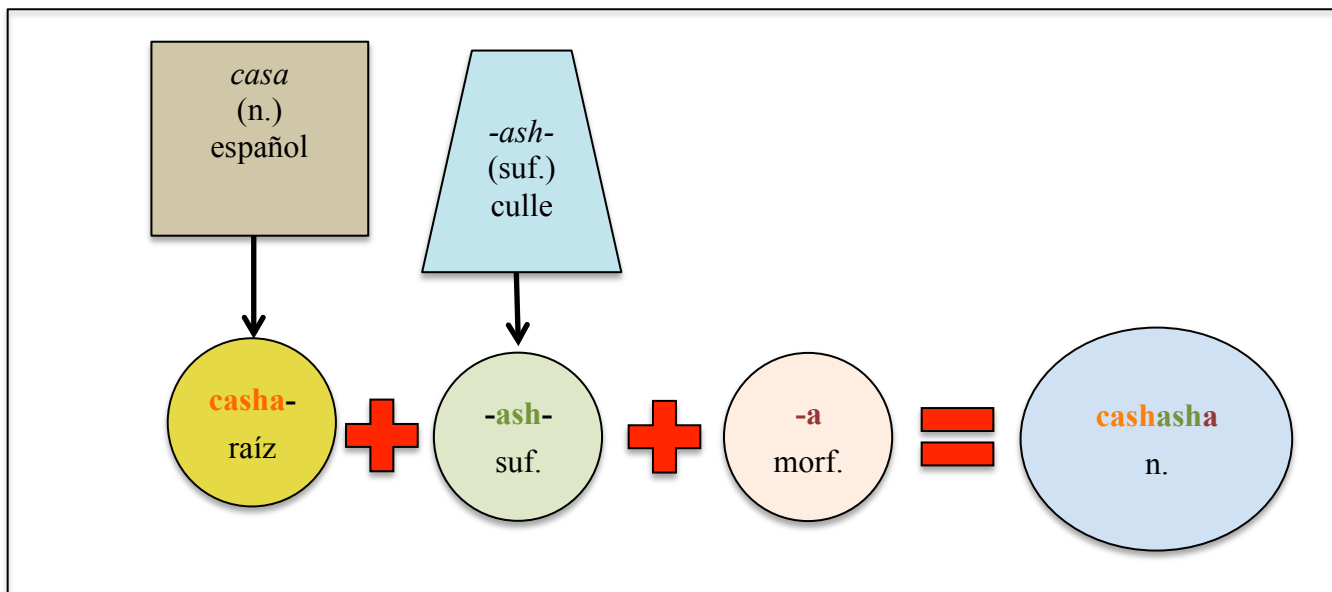 casa
(n.)
español
-ash-
(suf.)
culle
casha-
raíz
-ash-
suf.
-a
morf.
cashasha
n.